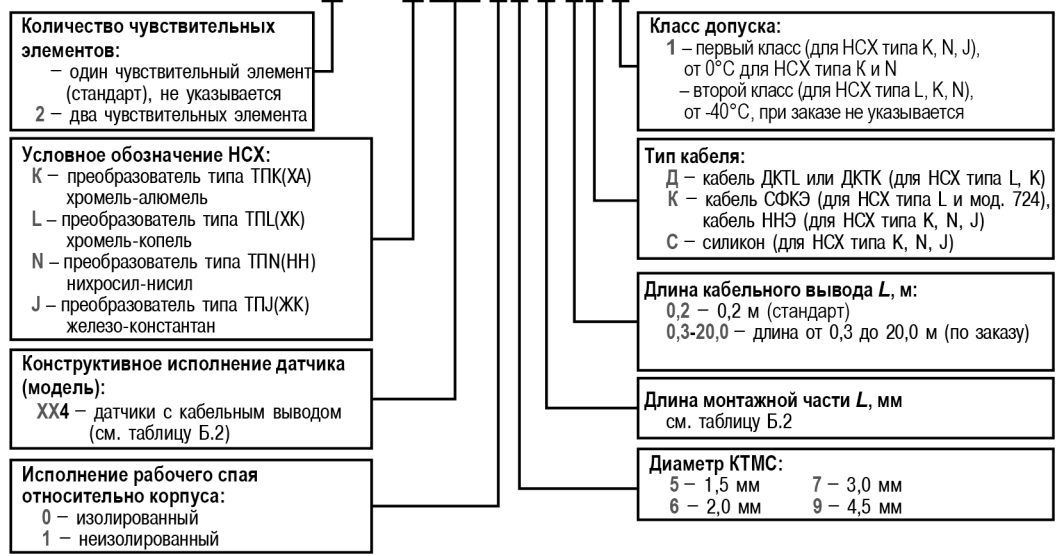 Количество чувствительных
элементов:
– один чувствительный элемент
(стандарт), не указывается
2 – два чувствительных элемента
Условное обозначение НСХ:
К – преобразователь типа ТПК(ХА)
хромель-алюмель
L – преобразователь типа ТПL(ХК)
хромель-копель
N – преобразователь типа ТПN(НН)
нихросил-нисил
J – преобразователь типа ТПJ(ЖК)
железо-константан
Конструктивное исполнение датчика
(модель):
ХХ4 – датчики с кабельным выводом
(см. таблицу Б.2)
Исполнение рабочего спая
относительно корпуса:
0 – изолированный
1 – неизолированный
Класс допуска:
1 – первый класс (для НСХ типа K, N, J),
от 0°С для НСХ типа К и N
– второй класс (для НСХ типа L, K, N),
от -40°С, при заказе не указывается
Тип кабеля:
Д – кабель ДКТL или ДКТК (для НСХ типа L, K)
К – кабель СФКЭ (для НСХ типа L и мод. 724),
кабель ННЭ (для НСХ типа K, N, J)
С – силикон (для НСХ типа K, N, J)
Длина кабельного вывода L, м:
0,2 – 0,2 м (стандарт)
0,3-20,0 – длина от 0,3 до 20,0 м (по заказу)
Длина монтажной части L, мм
см. таблицу Б.2
Диаметр КТМС:
5 – 1,5 мм 7 – 3,0 мм
6 – 2,0 мм 9 – 4,5 мм